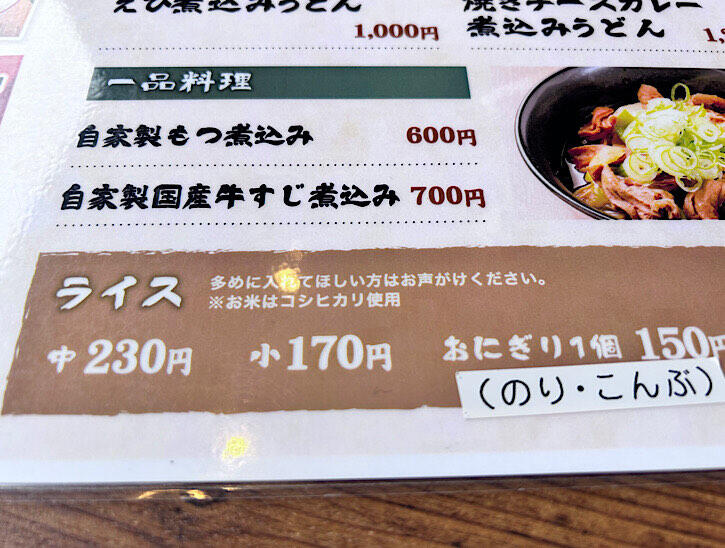 えび煮込みうどん
1,000円
焼きチーズカレー
煮込みうどん
一品料理
自家製もつ煮込み 600円
自家製国産牛すじ煮込み 700円
ライス
多めに入れてほしい方はお声がけください。
※お米はコシヒカリ使用
中 230円 小 170円 おにぎり1個 150円
(のり・こんぶ)